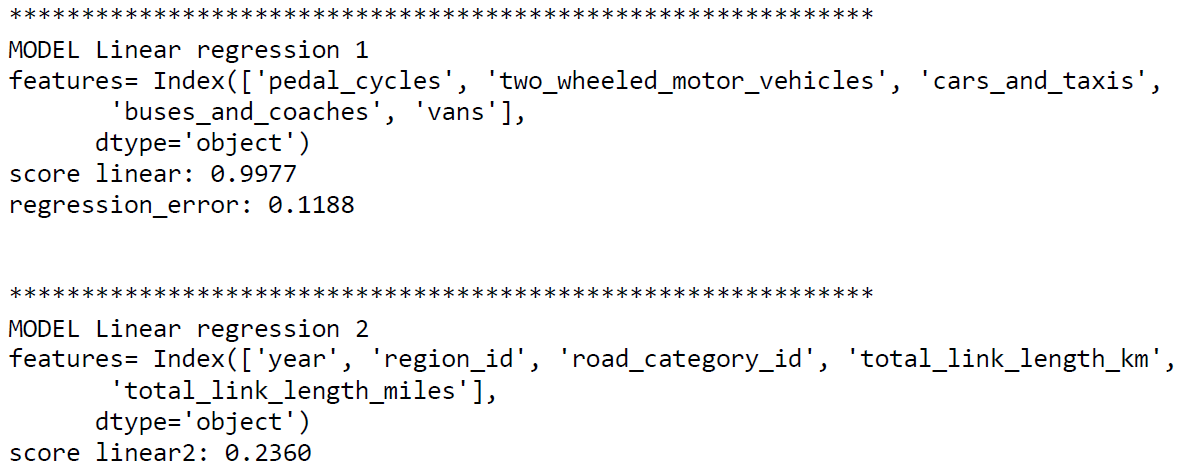 ************************************************************
MODEL Linear regression 1
features= Index(['pedal_cycles', 'two_wheeled_motor_vehicles', 'cars_and_taxis',
       'buses_and_coaches', 'vans'],
      dtype='object')
score linear: 0.9977
regression_error: 0.1188
************************************************************
MODEL Linear regression 2
features= Index(['year', 'region_id', 'road_category_id', 'total_link_length_km',
       'total_link_length_miles'],
      dtype='object')
score linear2: 0.2360